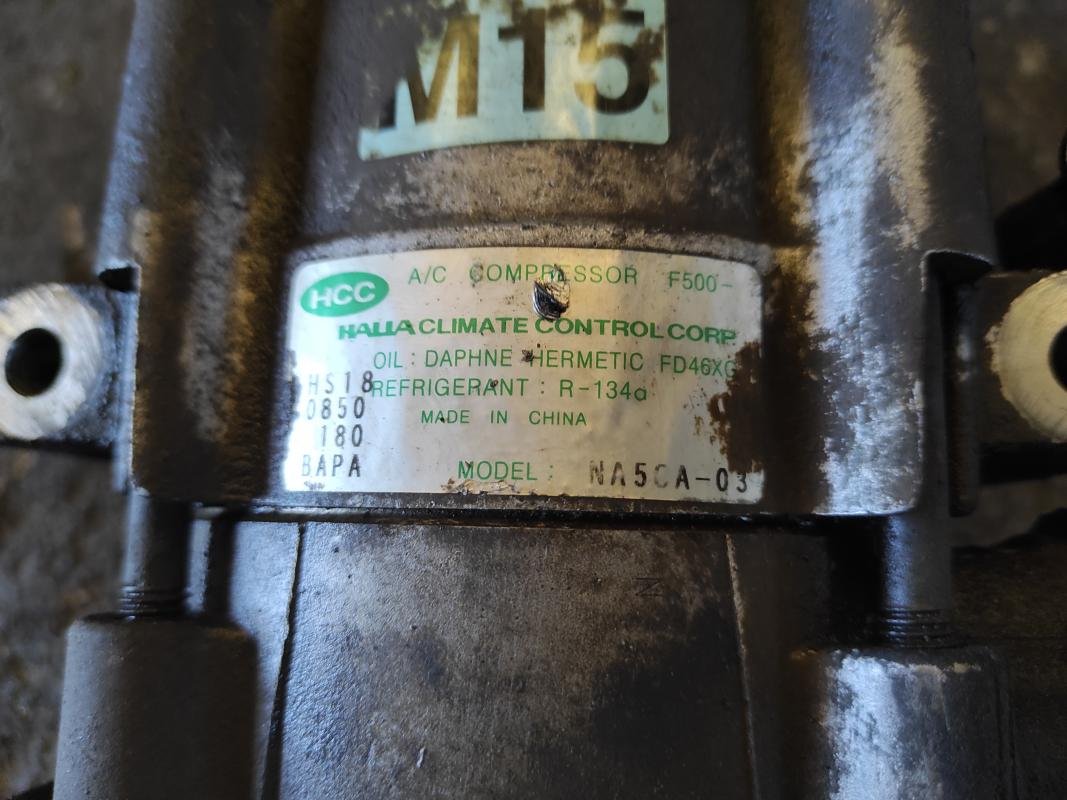 M15
HCC
A/C COMPRESSOR F500-
HALLA CLIMATE CONTROL CORP.
OIL : DAPHNE HERMETIC FD46XG
HS18
REFRIGERANT : R-134a
0850
MADE IN CHINA
180
BAPA
MODEL : NA5CA-03